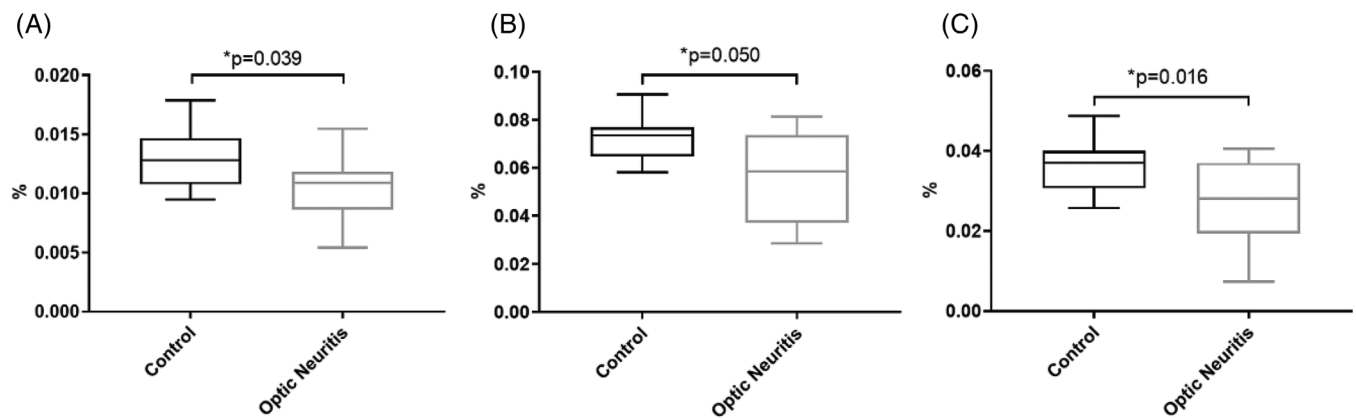 (A)
*p=0.039
0.020
0.015
0.010
0.005
0.000
%
Control
Optic Neuritis
(B)
*p=0.050
0.10
0.08
0.06
0.04
0.02
0.00
%
Control
Optic Neuritis
(C)
*p=0.016
0.06
0.04
0.02
0.00
%
Control
Optic Neuritis